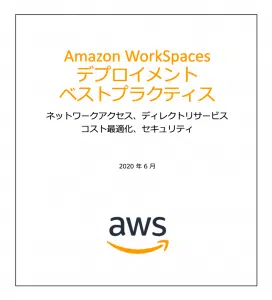 Amazon WorkSpaces
デプロイメント
ベストプラクティス
ネットワークアクセス、ディレクトリサービス
コスト最適化、セキュリティ
2020 年 6 月
aws